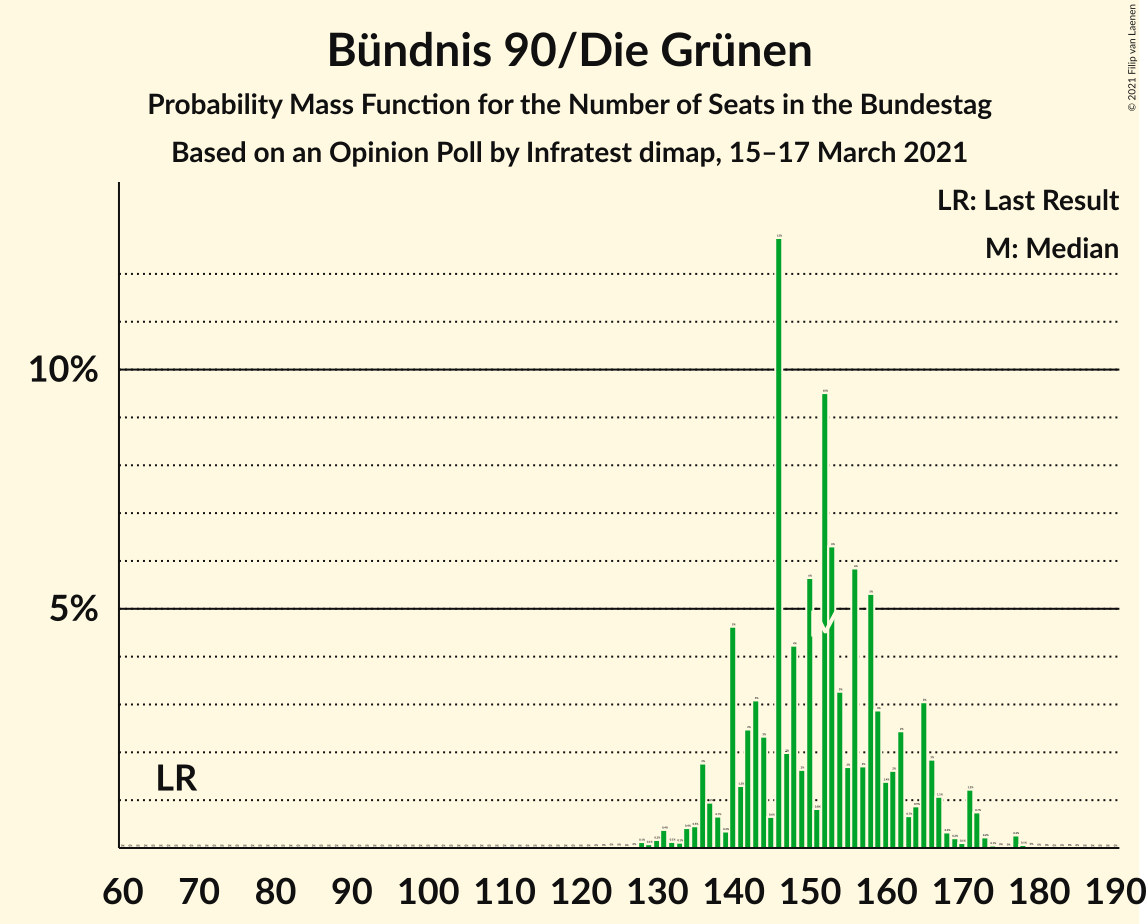 Bündnis 90/Die Grünen
Probability Mass Function for the Number of Seats in the Bundestag
Based on an Opinion Poll by Infratest dimap, 15–17 March 2021
© 2021 Filip van Laenen
LR: Last Result
M: Median
10%
5%
LR
60 70 80 90 100 110 120 130 140 150 160 170 180 190